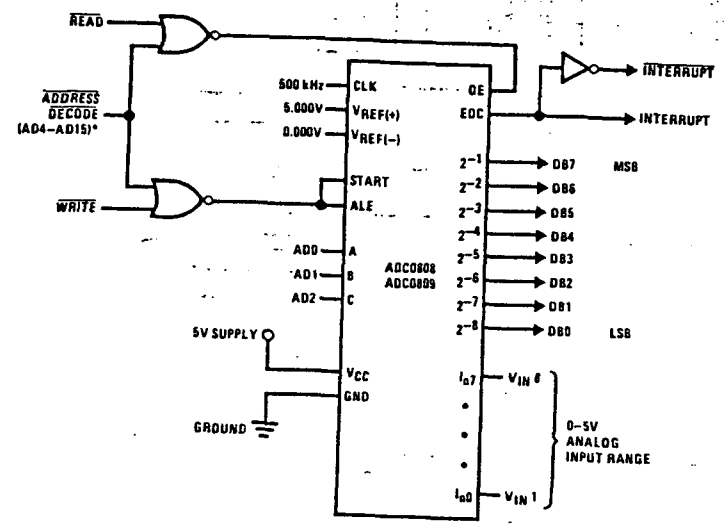 READ
ADDRESS
DECODE
(AD4–AD15)*
WRITE
500 kHz
CLK
5.000V
VREF(+)
0.000V
VREF(−)
START
ALE
AD0
A
AD1
B
AD2
C
5V SUPPLY
VCC
GND
GROUND
ADC0808
ADC0809
OE
EOC
INTERRUPT
INTERRUPT
2−1
DB7
MSB
2−2
DB6
2−3
DB5
2−4
DB4
2−5
DB3
2−6
DB2
2−7
DB1
2−8
DB0
LSB
In7
VIN 8
0–5V
ANALOG
INPUT RANGE
In0
VIN 1